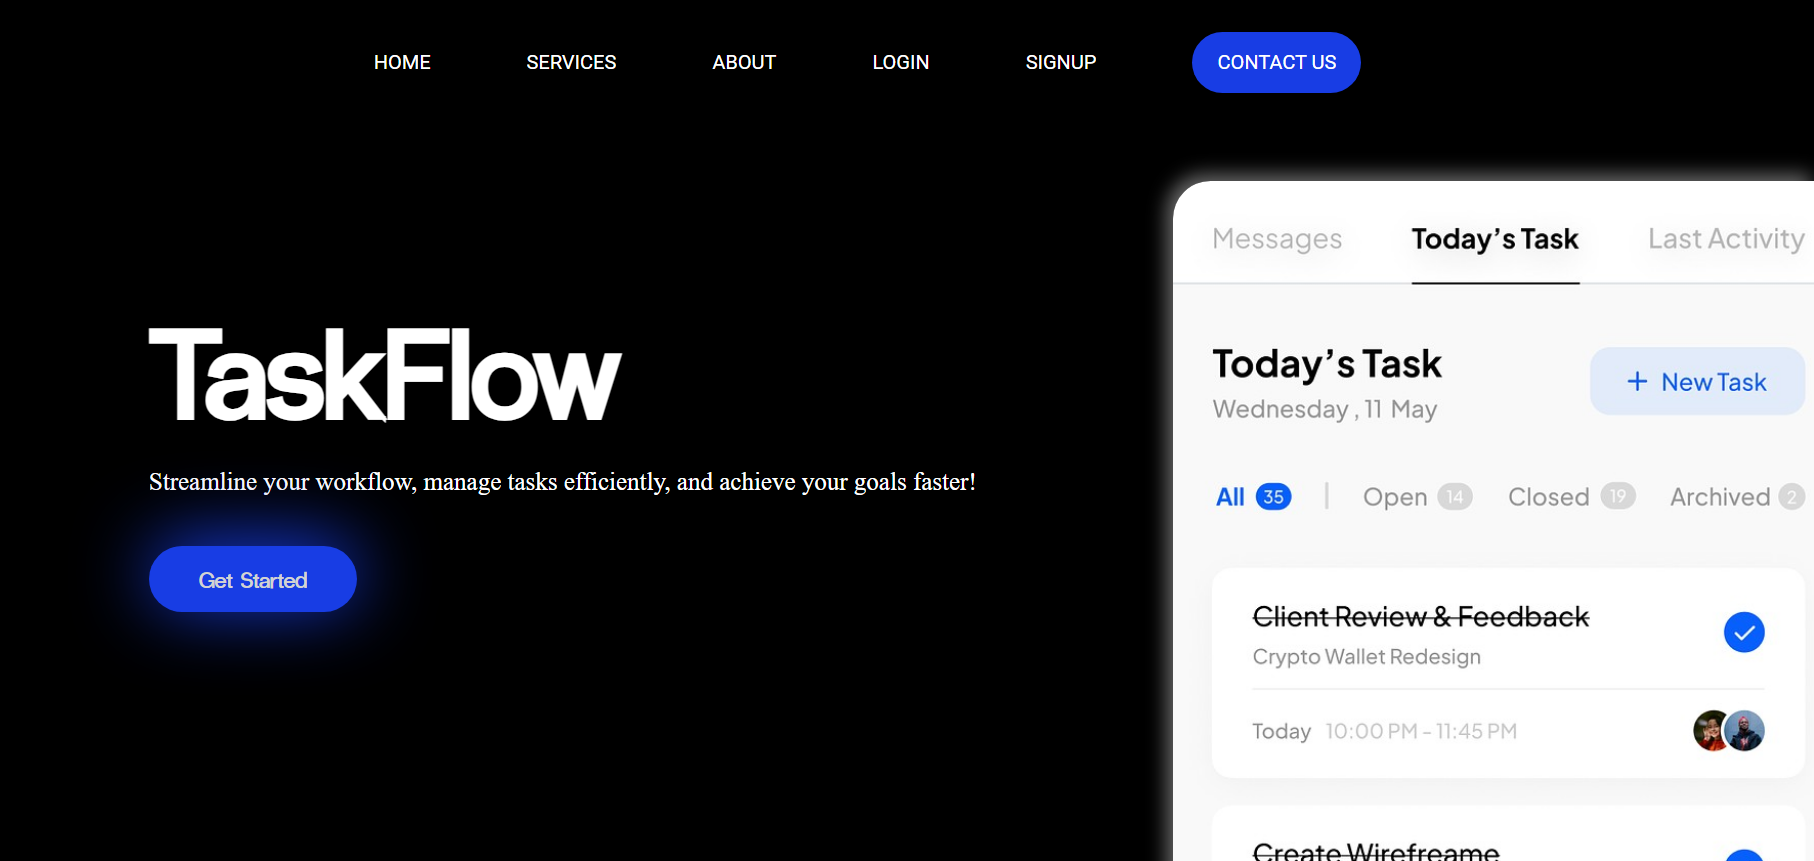 HOME SERVICES ABOUT LOGIN SIGNUP CONTACT US
TaskFlow
Streamline your workflow, manage tasks efficiently, and achieve your goals faster!
Get Started
Messages Today’s Task Last Activity
Today’s Task
+ New Task
Wednesday , 11 May
All 35 | Open 14 Closed 19 Archived 2
Client Review & Feedback
Crypto Wallet Redesign
Today 10:00 PM - 11:45 PM
Create Wireframe